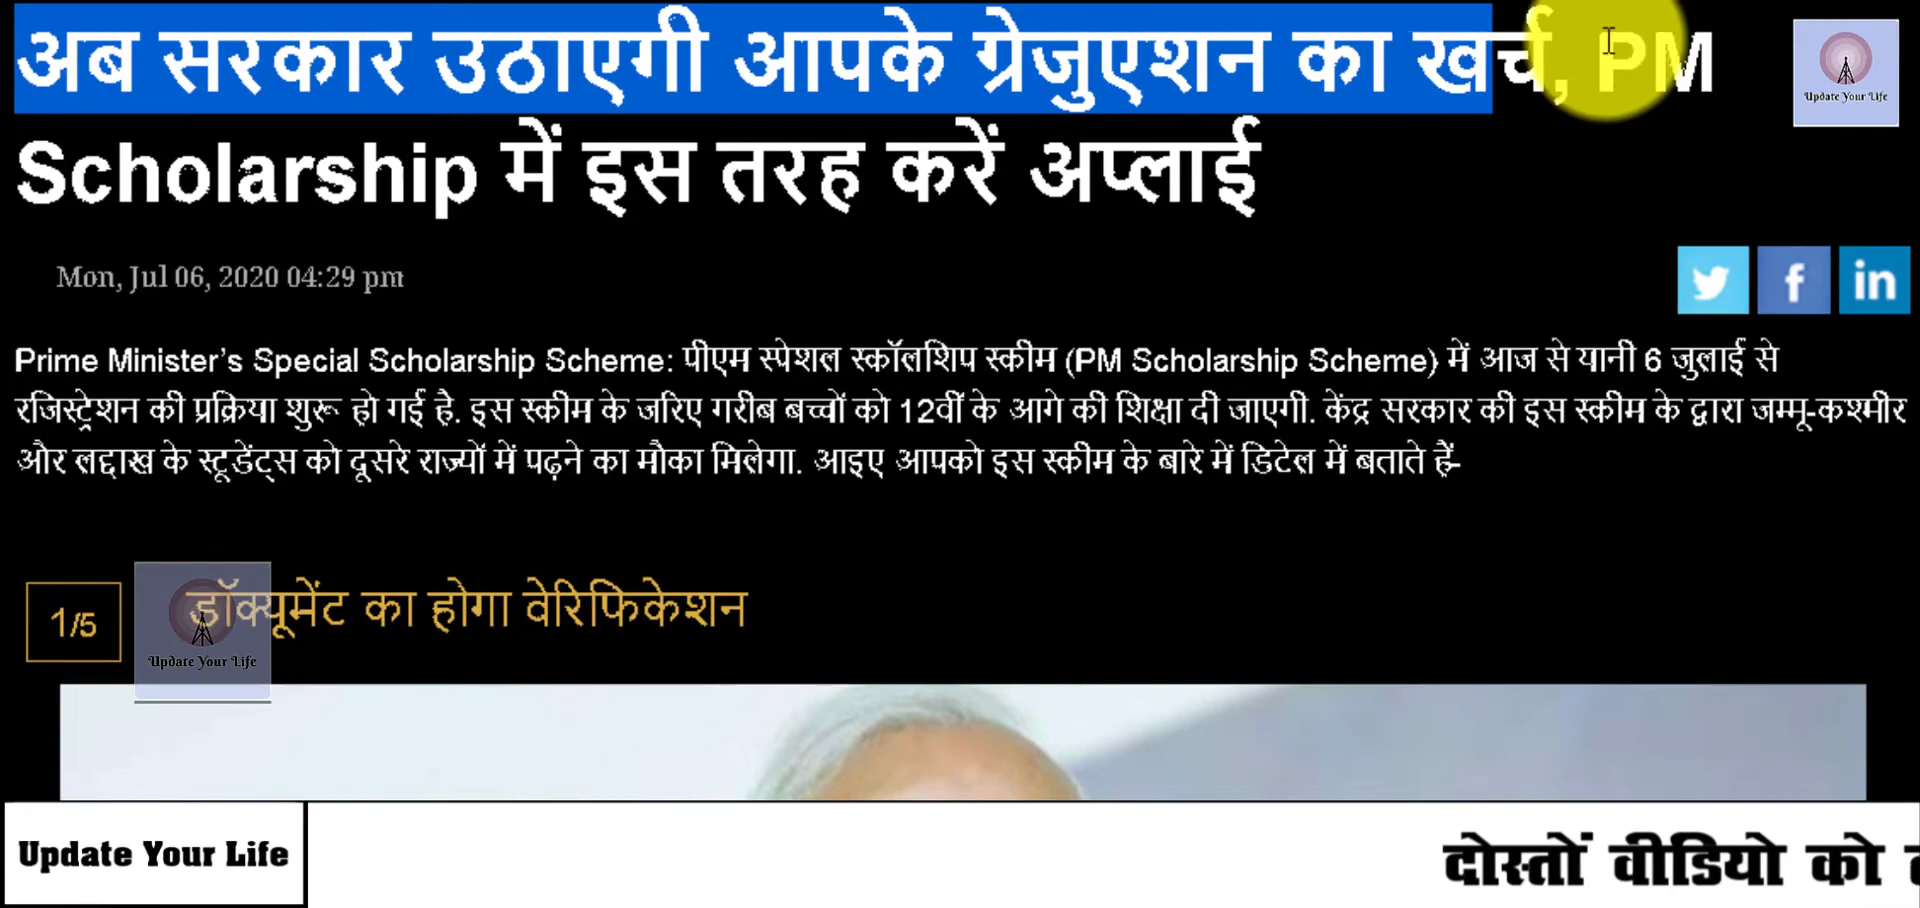 अब सरकार उठाएगी आपके ग्रेजुएशन का खर्च, PM
Scholarship में इस तरह करें अप्लाई
Update Your Life
Mon, Jul 06, 2020 04:29 pm
Prime Minister's Special Scholarship Scheme: पीएम स्पेशल स्कॉलशिप स्कीम (PM Scholarship Scheme) में आज से यानी 6 जुलाई से
रजिस्ट्रेशन की प्रक्रिया शुरू हो गई है. इस स्कीम के जरिए गरीब बच्चों को 12वीं के आगे की शिक्षा दी जाएगी. केंद्र सरकार की इस स्कीम के द्वारा जम्मू-कश्मीर
और लद्दाख के स्टूडेंट्स को दूसरे राज्यों में पढ़ने का मौका मिलेगा. आइए आपको इस स्कीम के बारे में डिटेल में बताते हैं-
1/5
डॉक्यूमेंट का होगा वेरिफिकेशन
Update Your Life
Update Your Life
दोस्तों वीडियो को